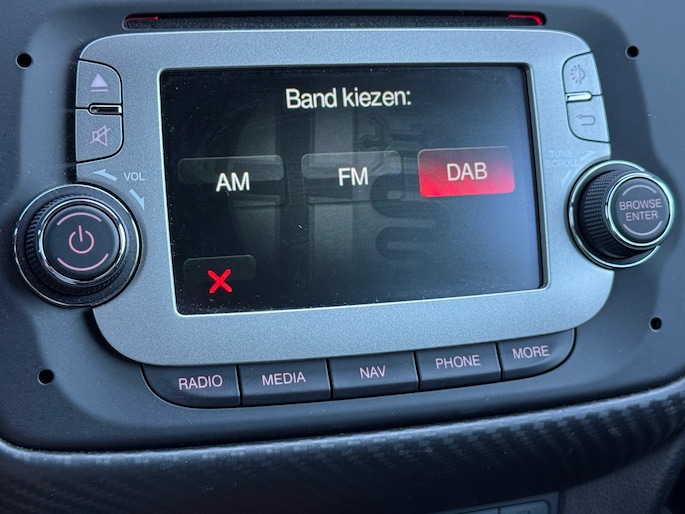 Band kiezen:
AM
FM
DAB
VOL
TUNE
SCROLL
BROWSE
ENTER
RADIO
MEDIA
NAV
PHONE
MORE